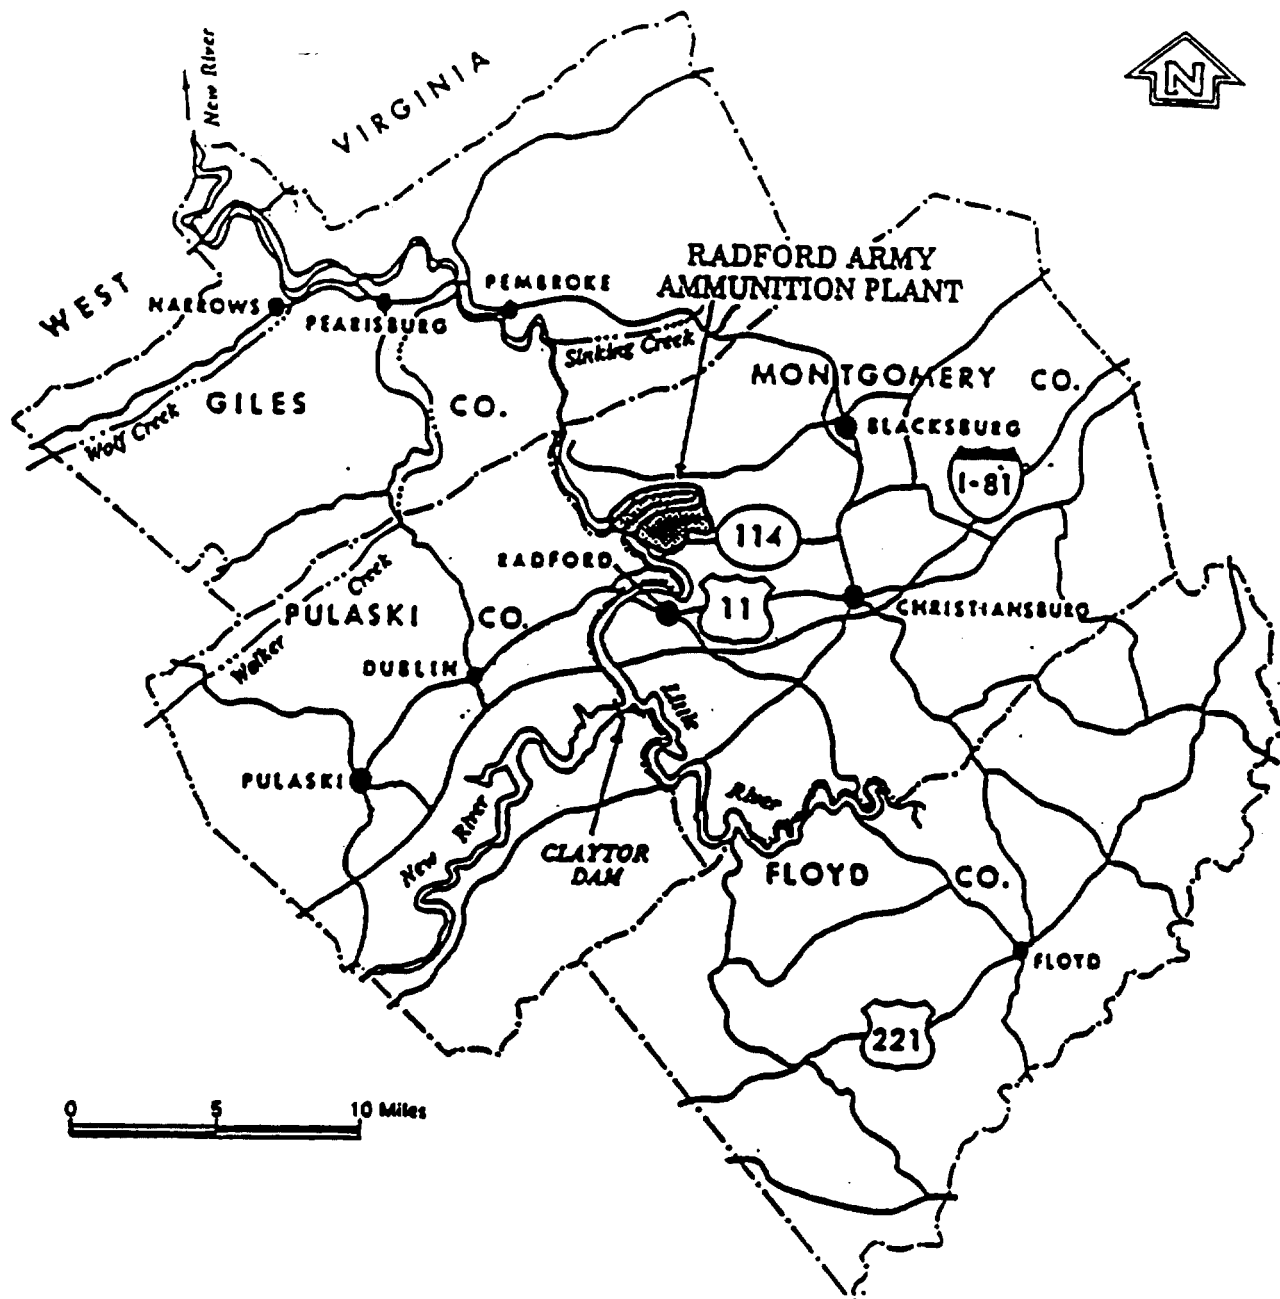 New River
N
VIRGINIA
WEST
RADFORD ARMY
AMMUNITION PLANT
NARROWS
PEARISBURG
PEMBROKE
Sinking Creek
MONTGOMERY CO.
GILES CO.
Wolf Creek
BLACKSBURG
I-81
114
RADFORD
11
CHRISTIANSBURG
PULASKI CO.
Walker Creek
DUBLIN
Little River
PULASKI
New River
CLAYTOR
DAM
FLOYD CO.
FLOYD
221
0 5 10 Miles